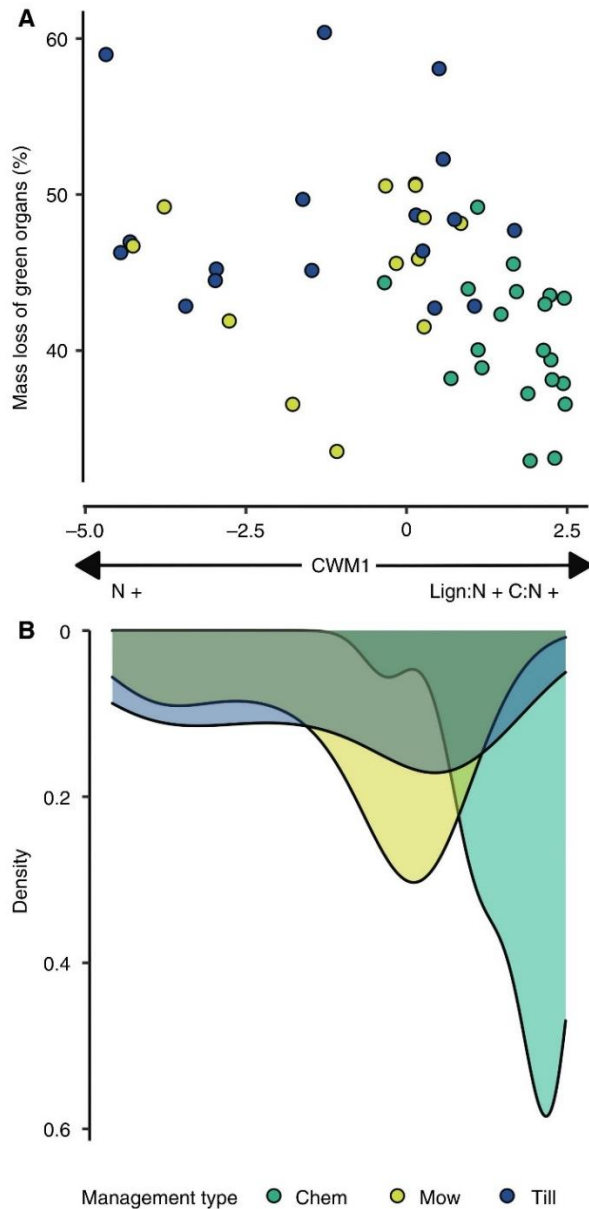 A
60
50
40
Mass loss of green organs (%)
−5.0 −2.5 0 2.5
CWM1
N + Lign:N + C:N +
B
0
0.2
0.4
0.6
Density
Management type Chem Mow Till